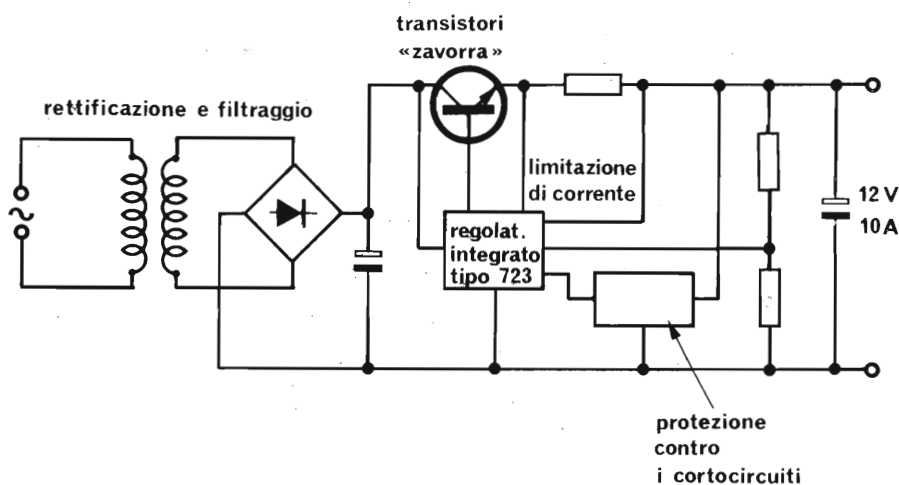 transistori
«zavorra»
rettificazione e filtraggio
limitazione
di corrente
regolat.
integrato
tipo 723
12 V
10 A
protezione
contro
i cortocircuiti